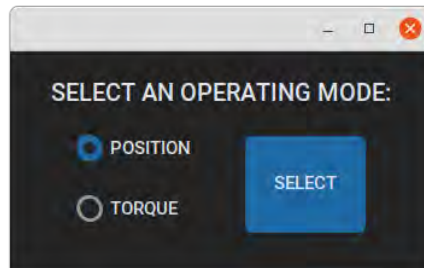 SELECT AN OPERATING MODE:
POSITION
SELECT
TORQUE